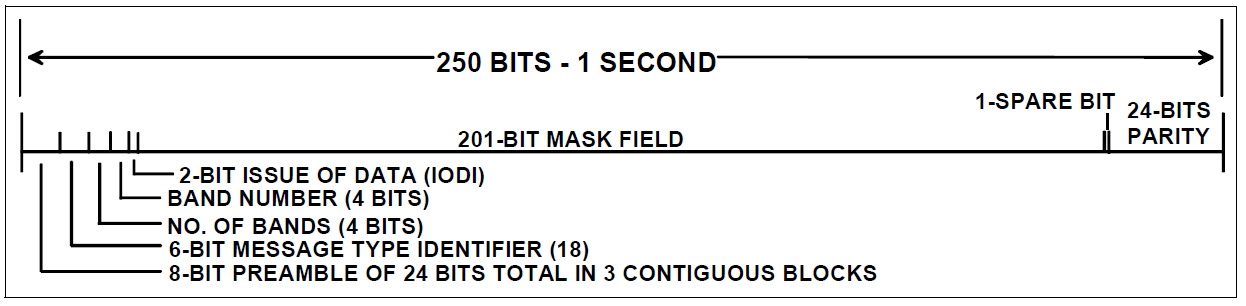 250 BITS - 1 SECOND
1-SPARE BIT
24-BITS
PARITY
201-BIT MASK FIELD
2-BIT ISSUE OF DATA (IODI)
BAND NUMBER (4 BITS)
NO. OF BANDS (4 BITS)
6-BIT MESSAGE TYPE IDENTIFIER (18)
8-BIT PREAMBLE OF 24 BITS TOTAL IN 3 CONTIGUOUS BLOCKS